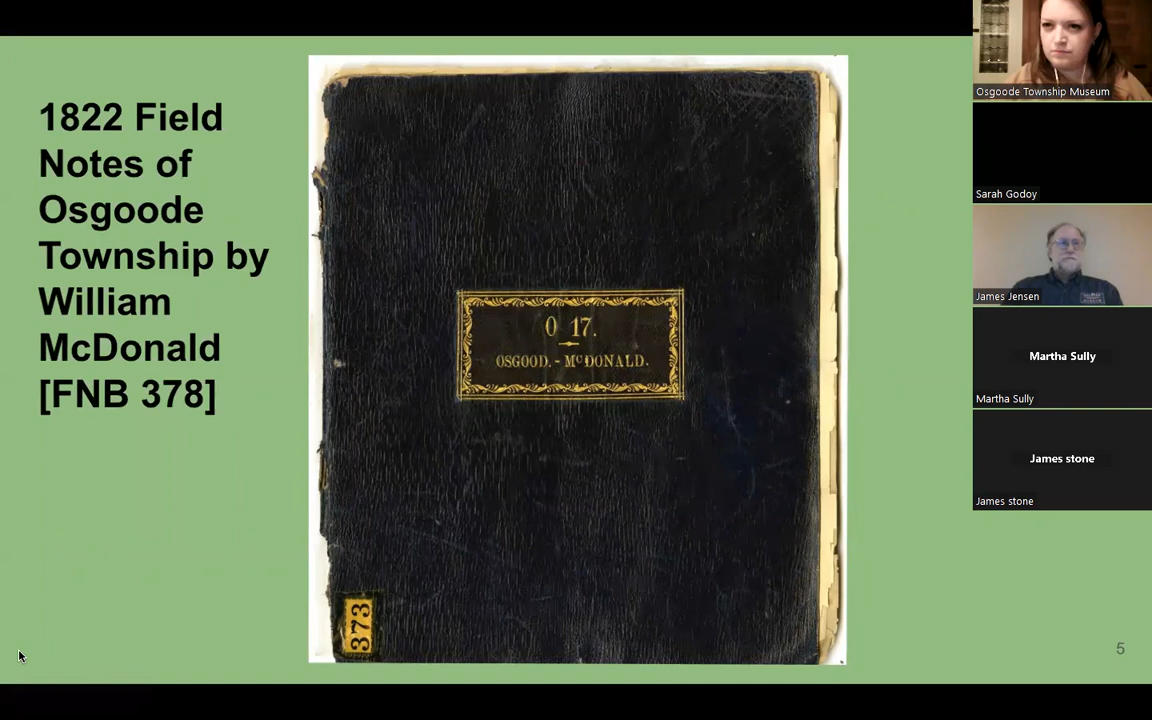 1822 Field
Notes of
Osgoode
Township by
William
McDonald
[FNB 378]
O 17.
OSGOOD. - McDONALD.
373
5
Osgoode Township Museum
Sarah Godoy
James Jensen
Martha Sully
Martha Sully
James stone
James stone